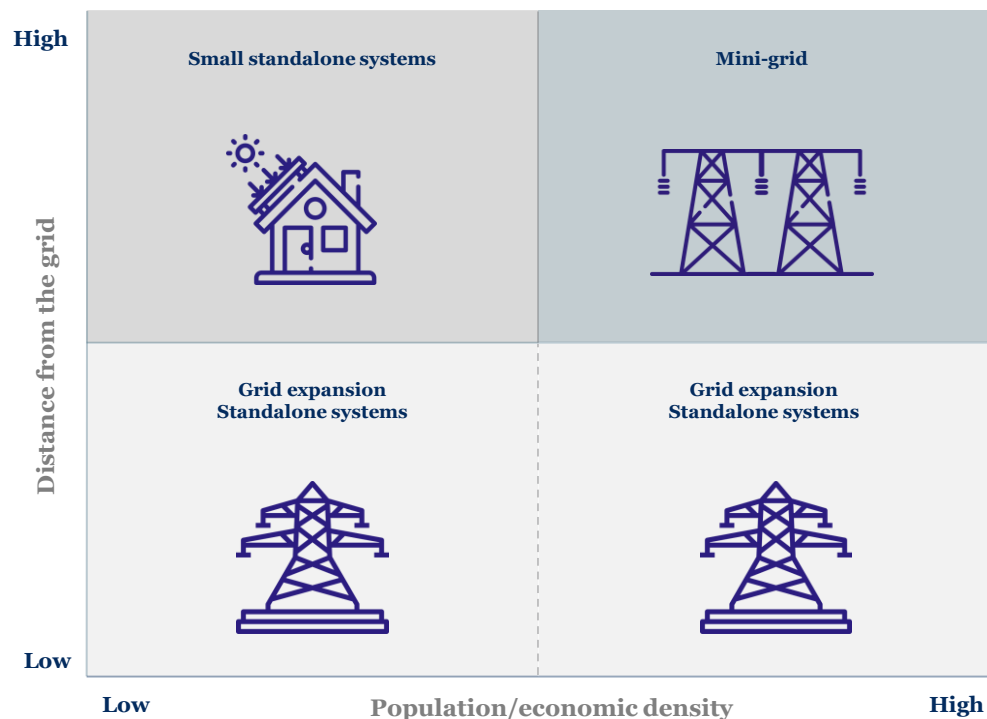 High
Small standalone systems
Mini-grid
Distance from the grid
Grid expansion
Standalone systems
Grid expansion
Standalone systems
Low
Low
Population/economic density
High